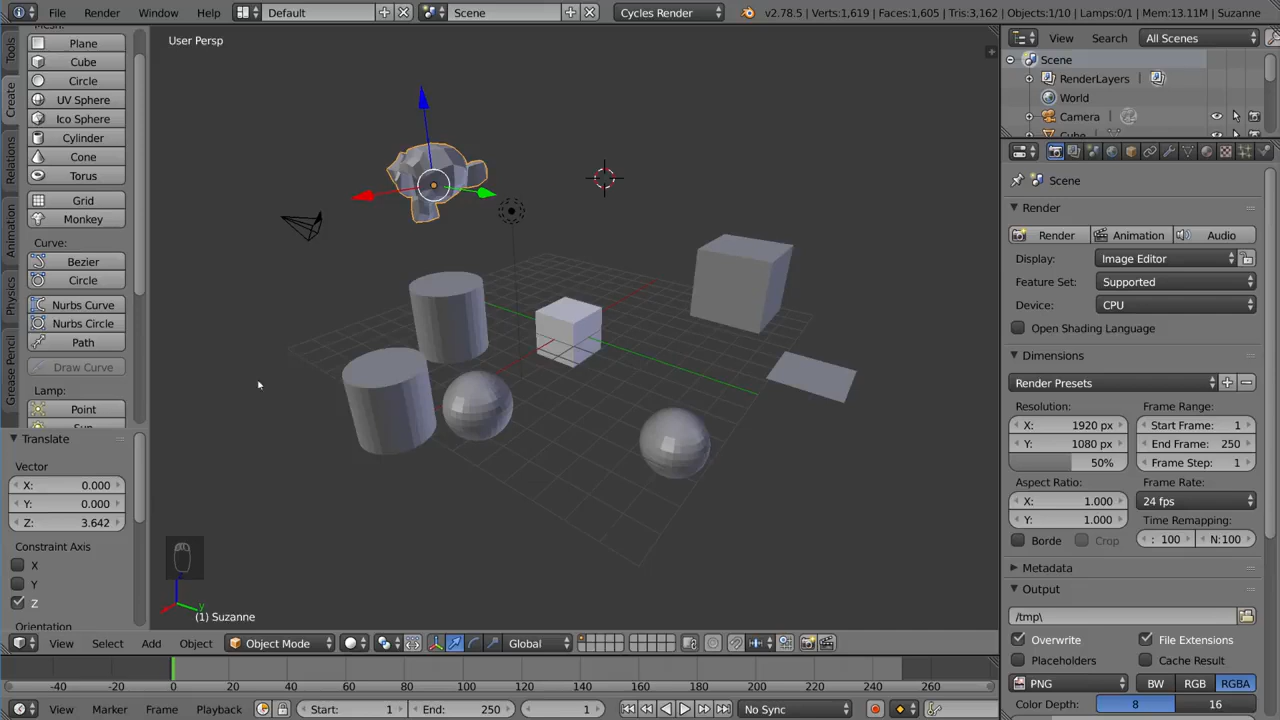 File Render Window Help Default Scene Cycles Render v2.78.5 | Verts:1,619 | Faces:1,605 | Tris:3,162 | Objects:1/10 | Lamps:0/1 | Mem:13.11M | Suzanne
Tools
Create
Relations
Animation
Physics
Grease Pencil
Plane
Cube
Circle
UV Sphere
Ico Sphere
Cylinder
Cone
Torus
Grid
Monkey
Curve:
Bezier
Circle
Nurbs Curve
Nurbs Circle
Path
Draw Curve
Lamp:
Point
Translate
Vector
X: 0.000
Y: 0.000
Z: 3.642
Constraint Axis
X
Y
Z
Orientation
User Persp
(1) Suzanne
View Select Add Object Object Mode Global
-40 -20 0 20 40 60 80 100 120 140 160 180 200 220 240 260
View Marker Frame Playback Start: 1 End: 250 1 No Sync
View Search All Scenes
Scene
RenderLayers
World
Camera
Cube
Scene
Render
Render Animation Audio
Display: Image Editor
Feature Set: Supported
Device: CPU
Open Shading Language
Dimensions
Render Presets
Resolution: Frame Range:
X: 1920 px Start Frame: 1
Y: 1080 px End Frame: 250
50% Frame Step: 1
Aspect Ratio: Frame Rate:
X: 1.000 24 fps
Y: 1.000 Time Remapping:
Borde Crop : 100 N:100
Metadata
Output
/tmp\
Overwrite File Extensions
Placeholders Cache Result
PNG BW RGB RGBA
Color Depth: 8 16